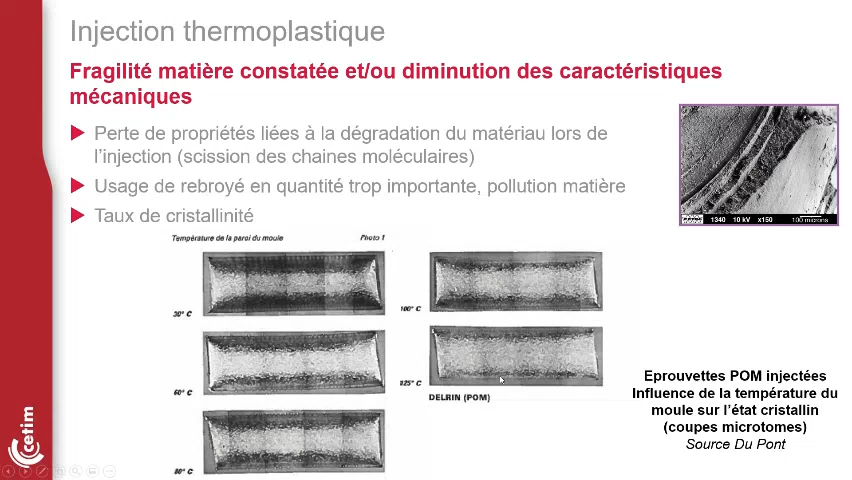 Injection thermoplastique
Fragilité matière constatée et/ou diminution des caractéristiques
mécaniques
Perte de propriétés liées à la dégradation du matériau lors de
l'injection (scission des chaines moléculaires)
Usage de rebroyé en quantité trop importante, pollution matière
Taux de cristallinité
1340 10 kV x150 100 microns
Température de la paroi du moule Photo 1
30° C
60° C
80° C
100° C
125° C
DELRIN (POM)
Eprouvettes POM injectées
Influence de la température du
moule sur l'état cristallin
(coupes microtomes)
Source Du Pont
cetim